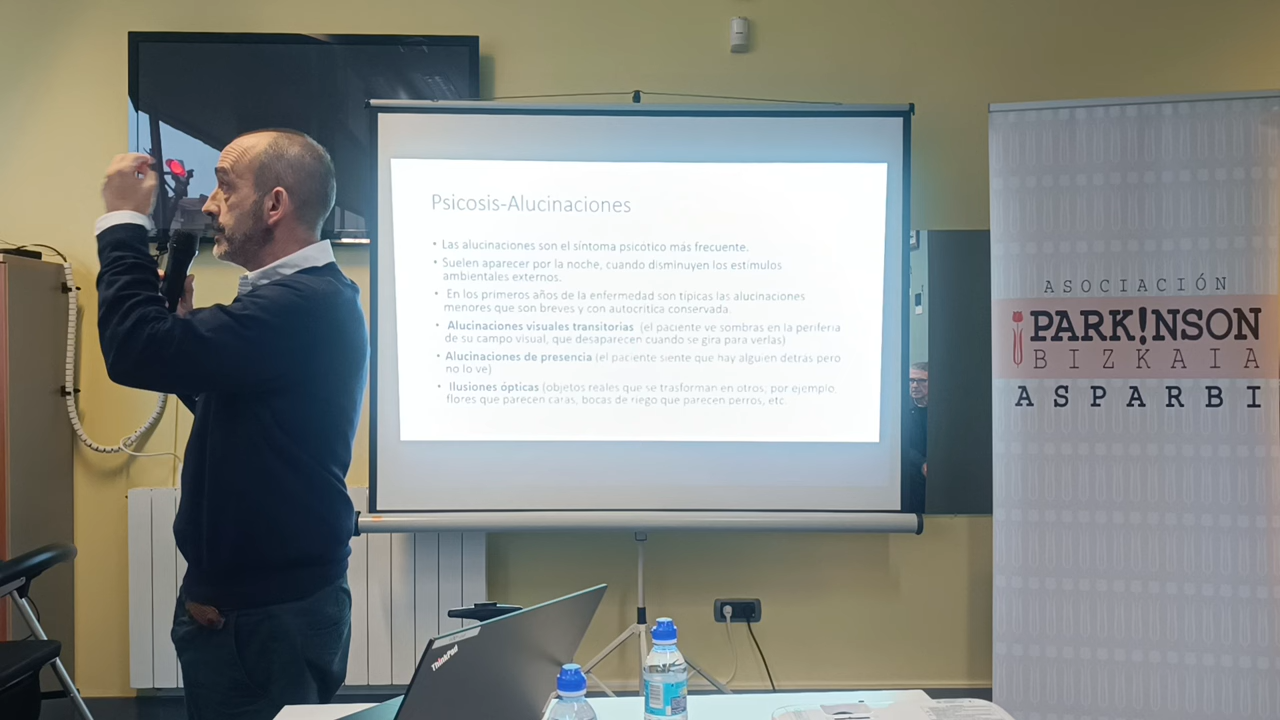 Psicosis-Alucinaciones
• Las alucinaciones son el síntoma psicótico más frecuente.
• Suelen aparecer por la noche, cuando disminuyen los estímulos
ambientales externos.
• En los primeros años de la enfermedad son típicas las alucinaciones
menores que son breves y con autocrítica conservada.
• Alucinaciones visuales transitorias (el paciente ve sombras en la periferia
de su campo visual, que desaparecen cuando se gira para verlas)
• Alucinaciones de presencia (el paciente siente que hay alguien detrás pero
no lo ve)
• Ilusiones ópticas (objetos reales que se trasforman en otros, por ejemplo,
flores que parecen caras, bocas de riego que parecen perros, etc.
ASOCIACIÓN
PARK!NSON
BIZKAIA
ASPARBI
ThinkPad